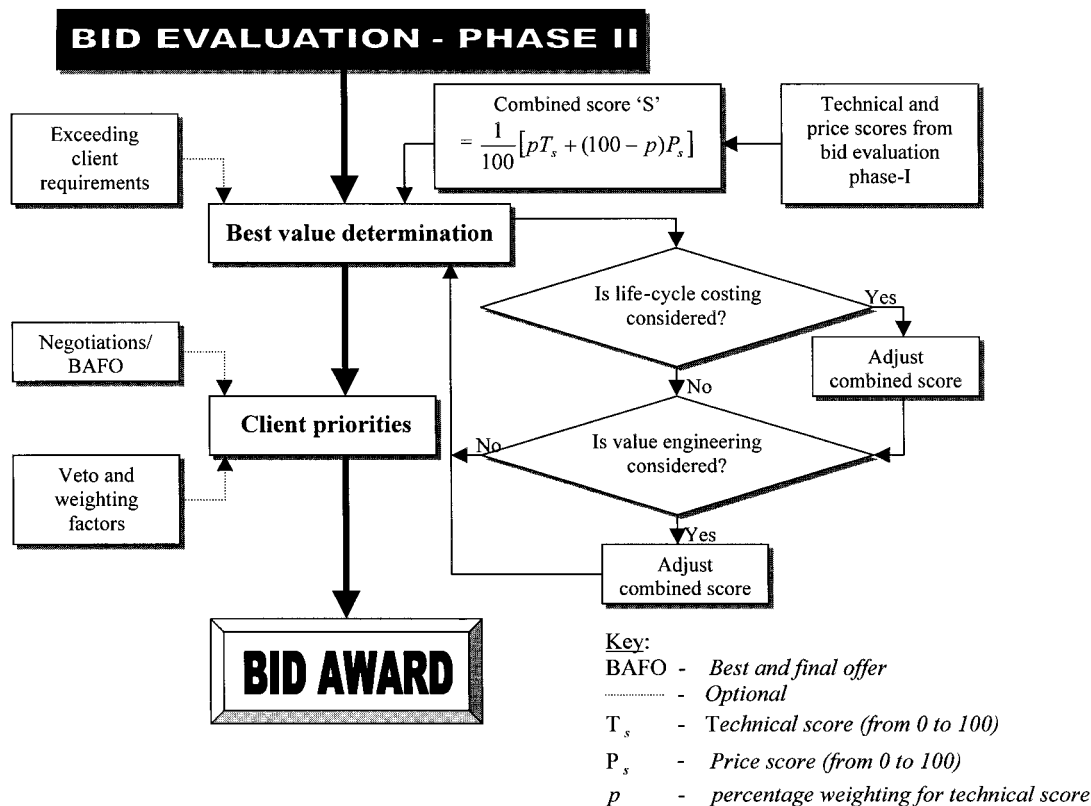 BID EVALUATION - PHASE II
Exceeding
client
requirements
Combined score ‘S’
= 1/100 [pTs + (100 − p)Ps]
Technical and
price scores from
bid evaluation
phase-I
Best value determination
Is life-cycle costing
considered?
Yes
No
Adjust
combined score
Negotiations/
BAFO
Client priorities
Is value engineering
considered?
No
Yes
Veto and
weighting
factors
Adjust
combined score
BID AWARD
Key:
BAFO - Best and final offer
- Optional
Ts - Technical score (from 0 to 100)
Ps - Price score (from 0 to 100)
p - percentage weighting for technical score